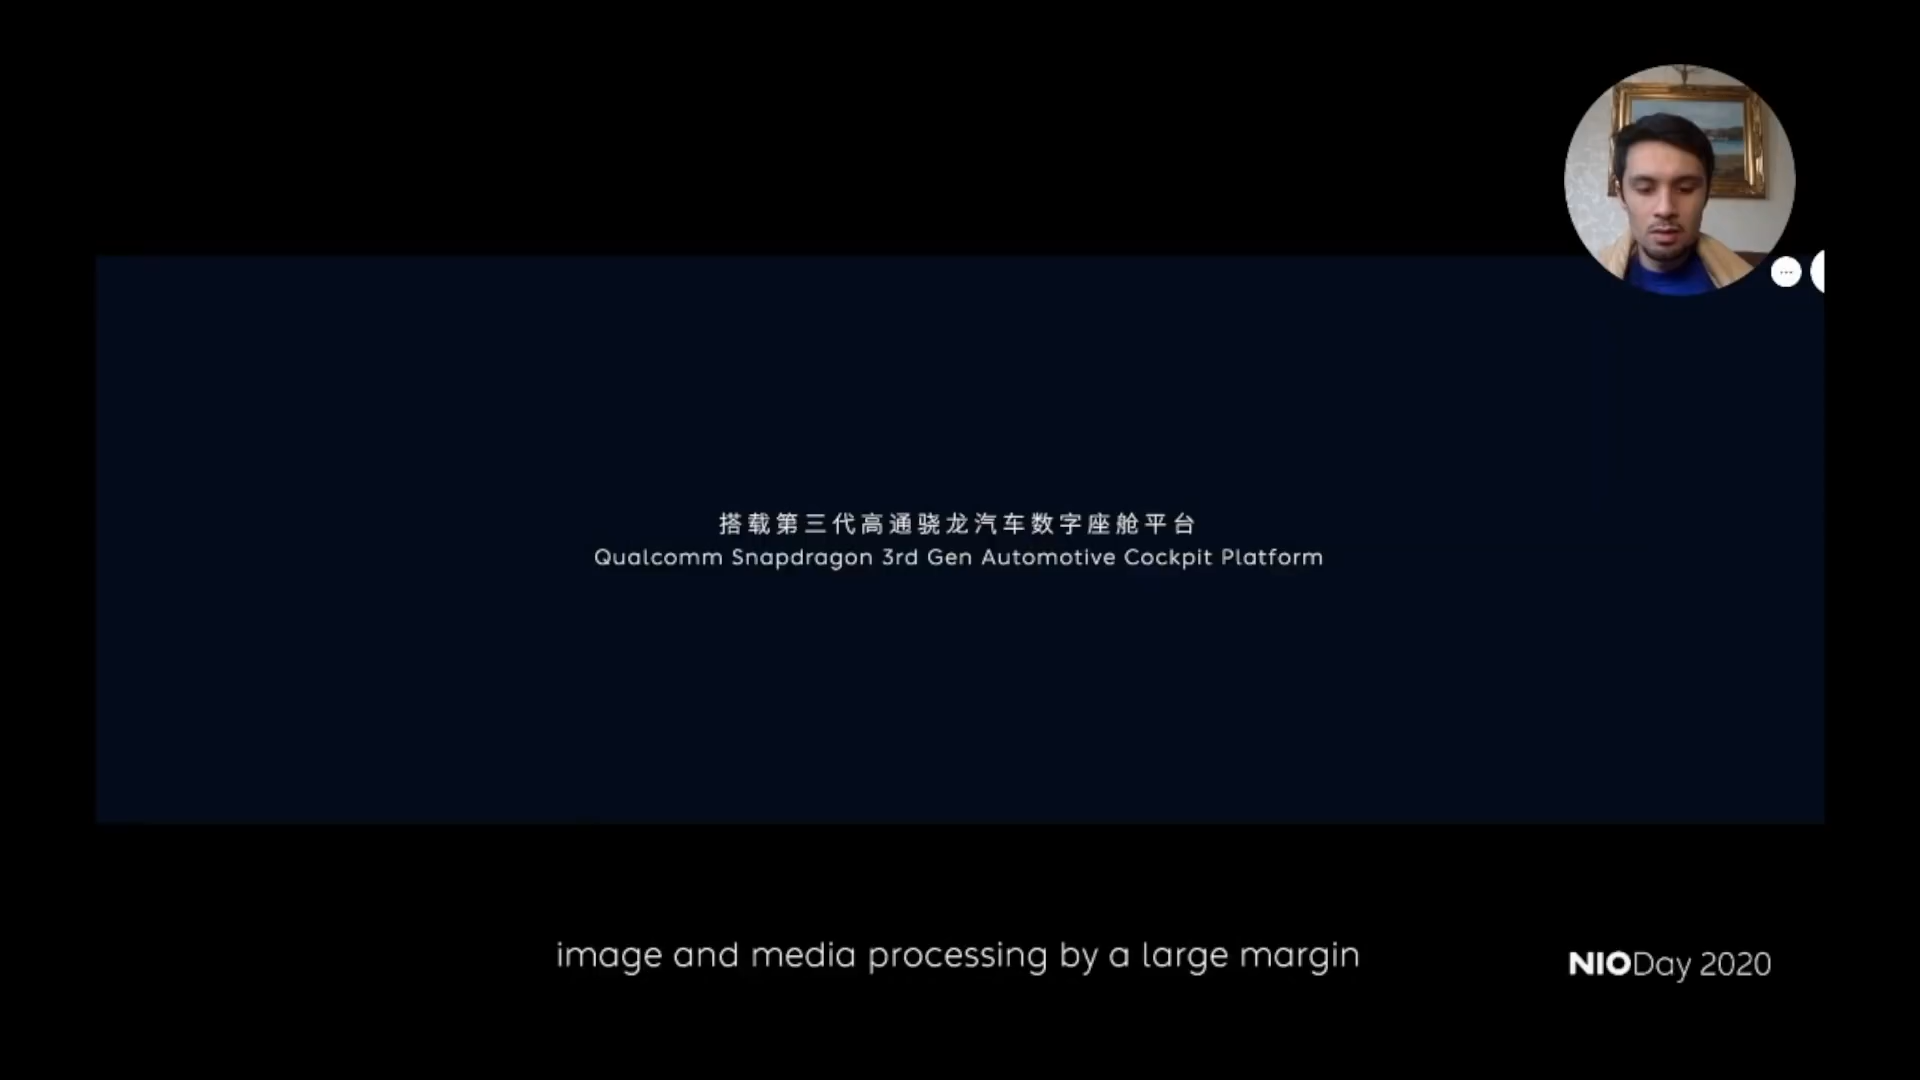 搭载第三代高通骁龙汽车数字座舱平台
Qualcomm Snapdragon 3rd Gen Automotive Cockpit Platform
image and media processing by a large margin
NIODay 2020